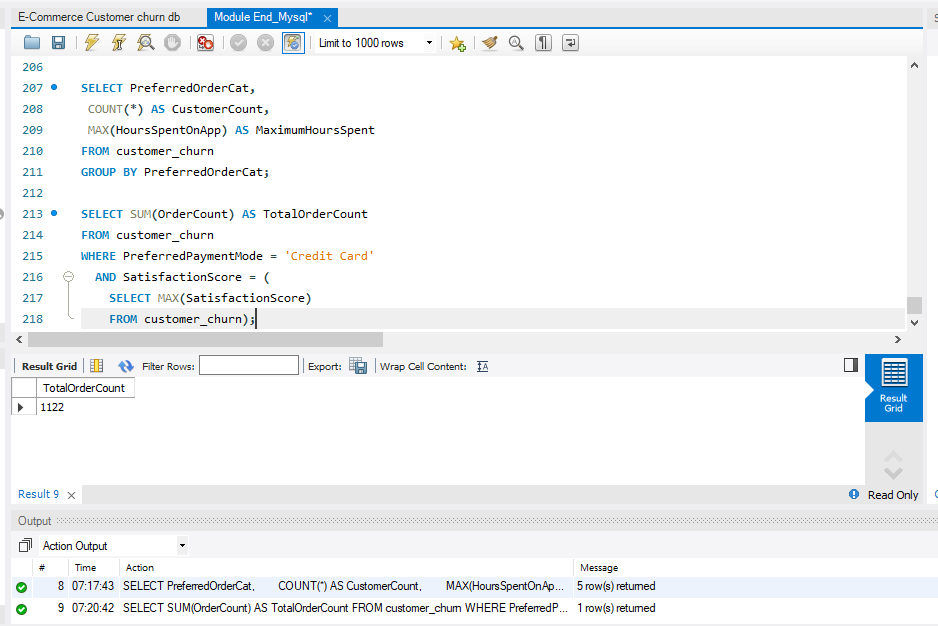 E-Commerce Customer churn db
Module End_Mysql* ×
Limit to 1000 rows
206
207 SELECT PreferredOrderCat,
208 COUNT(*) AS CustomerCount,
209 MAX(HoursSpentOnApp) AS MaximumHoursSpent
210 FROM customer_churn
211 GROUP BY PreferredOrderCat;
212
213 SELECT SUM(OrderCount) AS TotalOrderCount
214 FROM customer_churn
215 WHERE PreferredPaymentMode = 'Credit Card'
216 AND SatisfactionScore = (
217 SELECT MAX(SatisfactionScore)
218 FROM customer_churn);
Result Grid Filter Rows: Export: Wrap Cell Content:
TotalOrderCount
1122
Result
Grid
Result 9 ×
Read Only
Output
Action Output
# Time Action Message
8 07:17:43 SELECT PreferredOrderCat, COUNT(*) AS CustomerCount, MAX(HoursSpentOnAp... 5 row(s) returned
9 07:20:42 SELECT SUM(OrderCount) AS TotalOrderCount FROM customer_churn WHERE PreferredP... 1 row(s) returned